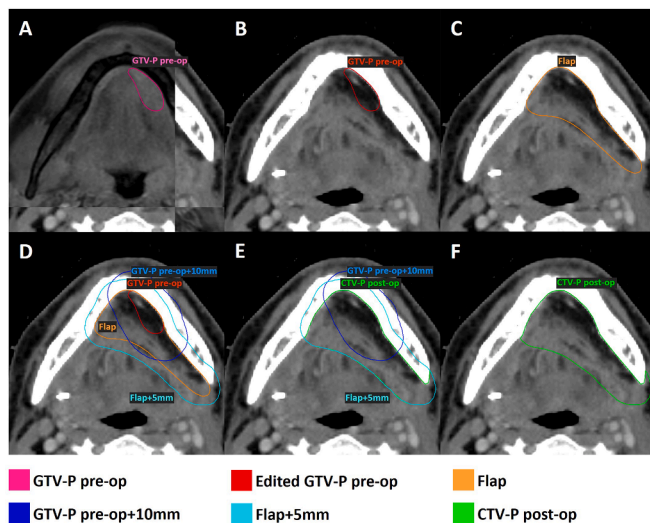 A
GTV-P pre-op
B
GTV-P pre-op
C
Flap
D
GTV-P pre-op+10mm
GTV-P pre-op
Flap
Flap+5mm
E
GTV-P pre-op+10mm
CTV-P post-op
Flap+5mm
F
CTV-P post-op
GTV-P pre-op
Edited GTV-P pre-op
Flap
GTV-P pre-op+10mm
Flap+5mm
CTV-P post-op